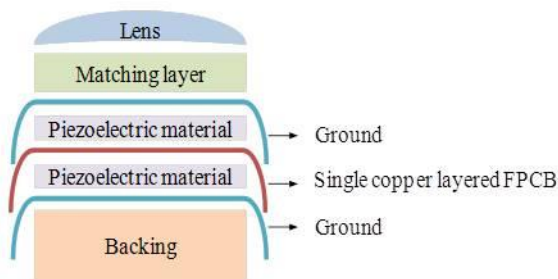 Lens
Matching layer
Piezoelectric material
Ground
Piezoelectric material
Single copper layered FPCB
Ground
Backing